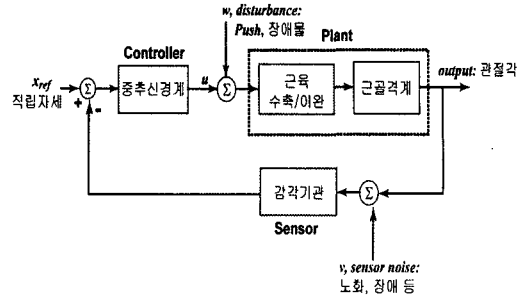 w, disturbance:
Push, 장애물
Plant
Controller
output: 관절각
x_ref
직립자세
+
-
Σ
중추신경계
u
Σ
근육
수축/이완
근골격계
감각기관
Σ
Sensor
v, sensor noise:
노화, 장애 등